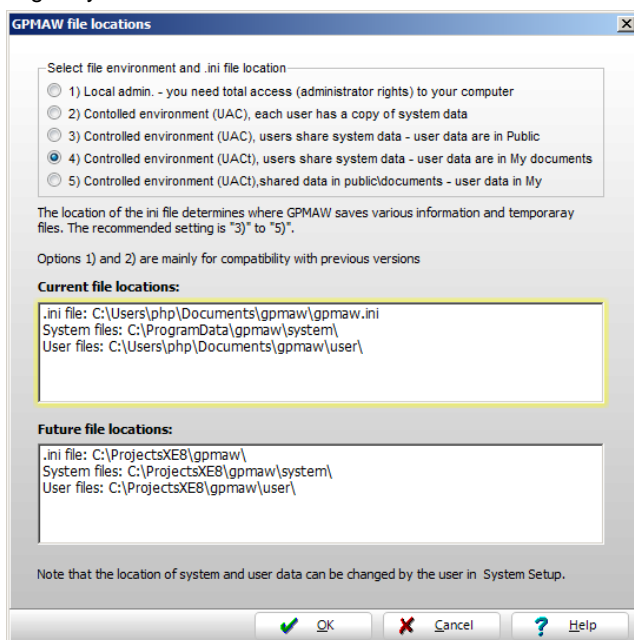 GPMAW file locations
Select file environment and .ini file location
1) Local admin. - you need total access (administrator rights) to your computer
2) Contolled environment (UAC), each user has a copy of system data
3) Controlled environment (UAC), users share system data - user data are in Public
4) Controlled environment (UACt), users share system data - user data are in My documents
5) Controlled environment (UACt),shared data in public\documents - user data in My
The location of the ini file determines where GPMAW saves various information and temporaray
files. The recommended setting is "3)" to "5)".
Options 1) and 2) are mainly for compatibility with previous versions
Current file locations:
.ini file: C:\Users\php\Documents\gpmaw\gpmaw.ini
System files: C:\ProgramData\gpmaw\system\
User files: C:\Users\php\Documents\gpmaw\user\
Future file locations:
.ini file: C:\ProjectsXE8\gpmaw\
System files: C:\ProjectsXE8\gpmaw\system\
User files: C:\ProjectsXE8\gpmaw\user\
Note that the location of system and user data can be changed by the user in System Setup.
OK Cancel ? Help